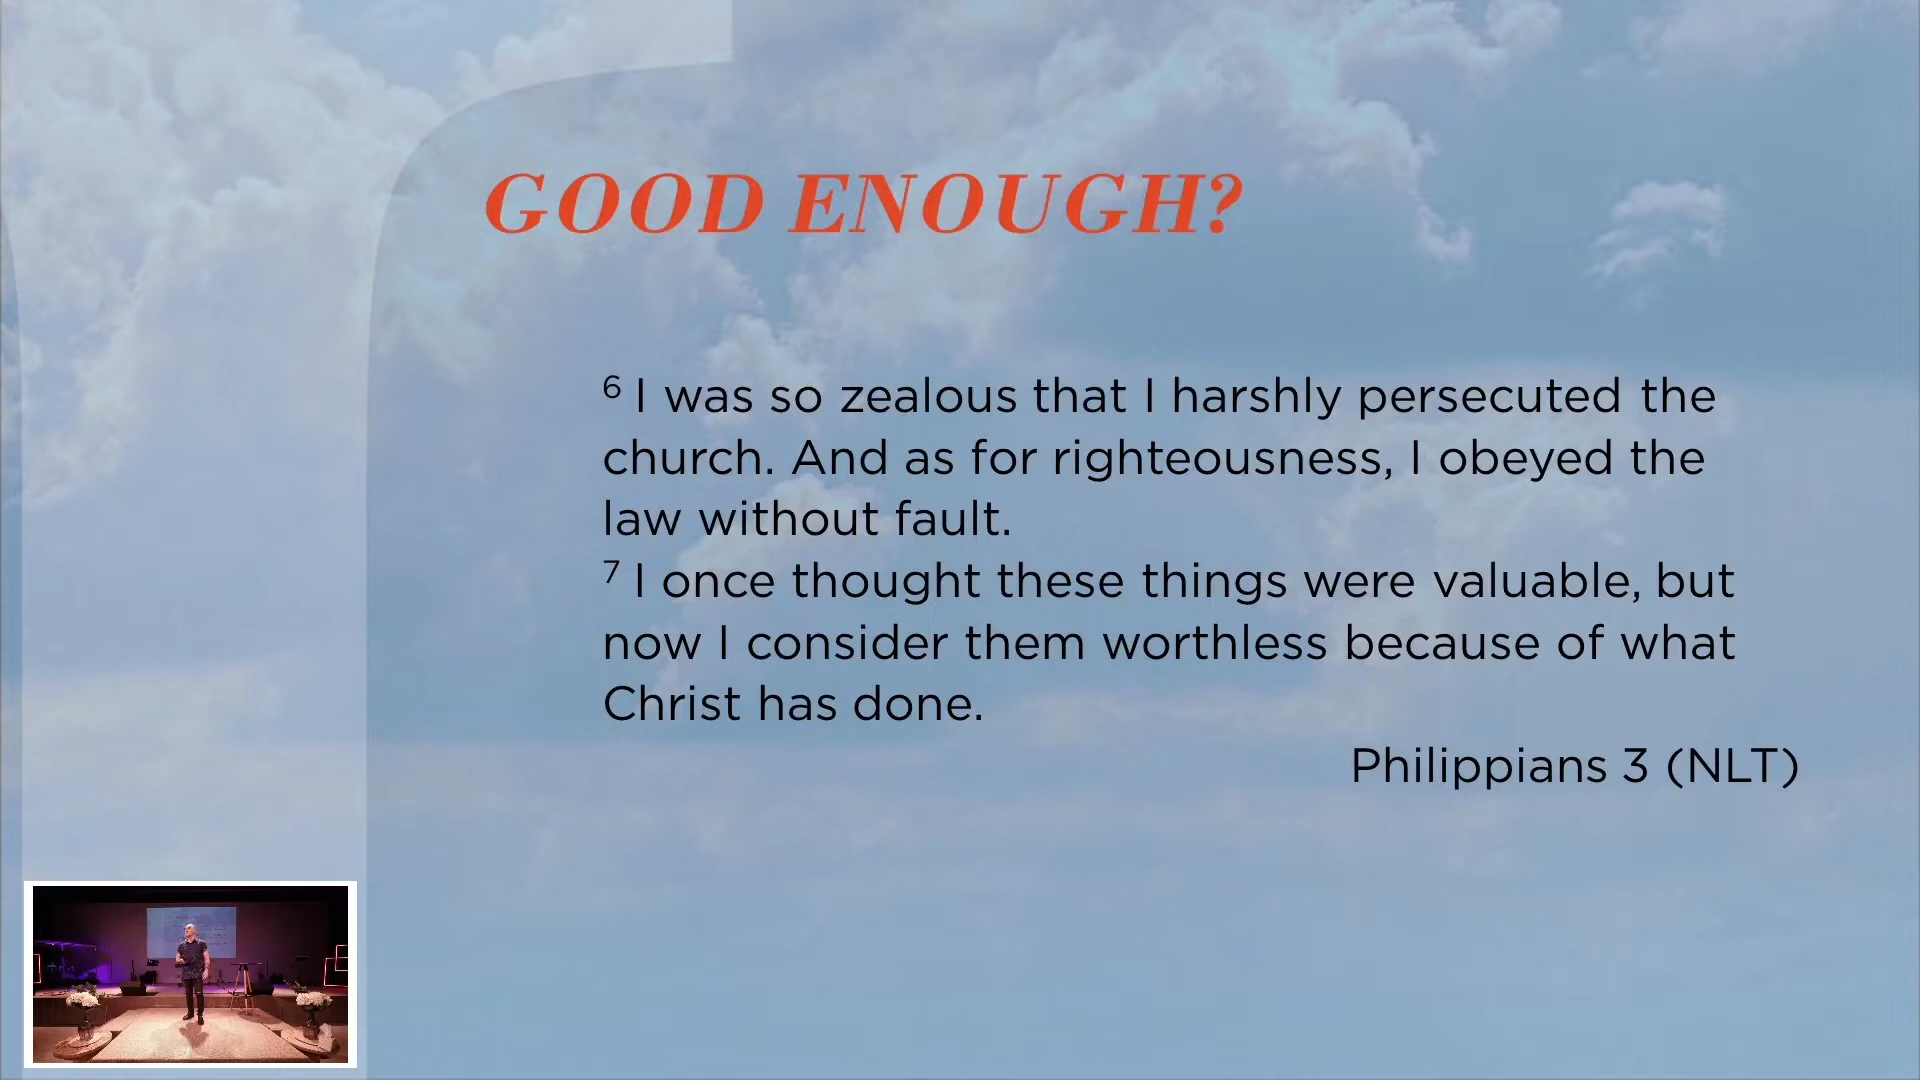 GOOD ENOUGH?
⁶ I was so zealous that I harshly persecuted the
church. And as for righteousness, I obeyed the
law without fault.
⁷ I once thought these things were valuable, but
now I consider them worthless because of what
Christ has done.
Philippians 3 (NLT)